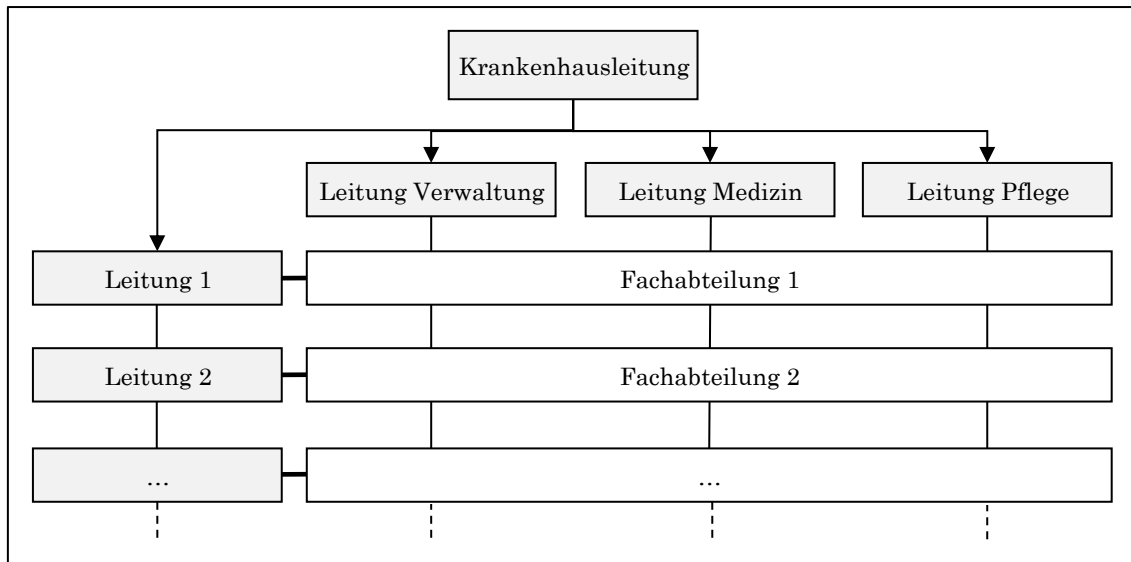 Krankenhausleitung
Leitung Verwaltung
Leitung Medizin
Leitung Pflege
Leitung 1
Fachabteilung 1
Leitung 2
Fachabteilung 2
...
...